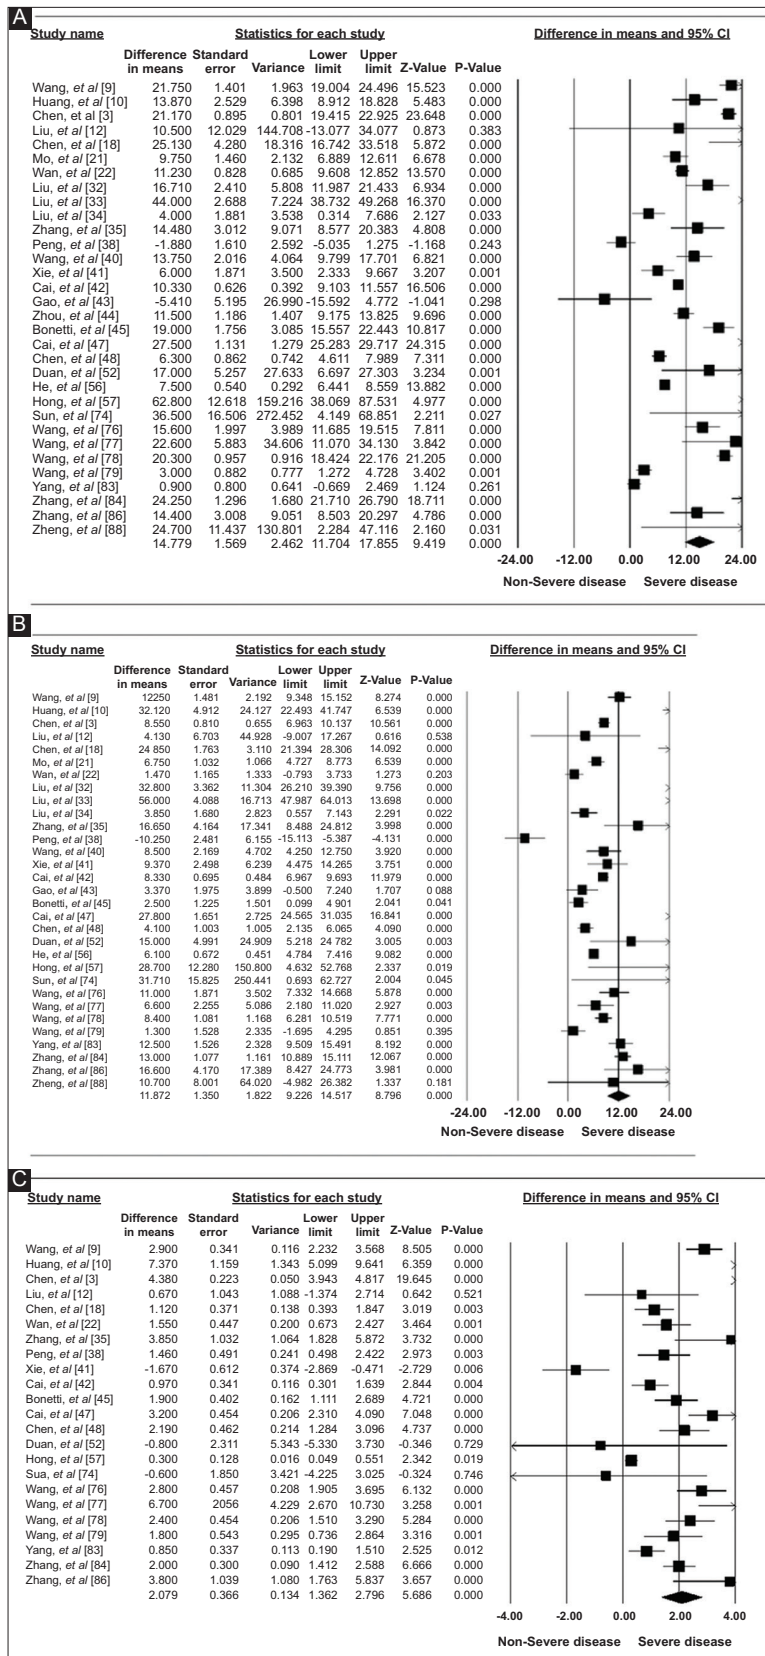 A
Study name Statistics for each study Difference in means and 95% CI
Difference Standard Lower Upper
in means error Variance limit limit Z-Value P-Value
Wang, et al [9] 21.750 1.401 1.963 19.004 24.496 15.523 0.000
Huang, et al [10] 13.870 2.529 6.398 8.912 18.828 5.483 0.000
Chen, et al [3] 21.170 0.895 0.801 19.415 22.925 23.648 0.000
Liu, et al [12] 10.500 12.029 144.708 -13.077 34.077 0.873 0.383
Chen, et al [18] 25.130 4.280 18.316 16.742 33.518 5.872 0.000
Mo, et al [21] 9.750 1.460 2.132 6.889 12.611 6.678 0.000
Wan, et al [22] 11.230 0.828 0.685 9.608 12.852 13.570 0.000
Liu, et al [32] 16.710 2.410 5.808 11.987 21.433 6.934 0.000
Liu, et al [33] 44.000 2.688 7.224 38.732 49.268 16.370 0.000
Liu, et al [34] 4.000 1.881 3.538 0.314 7.686 2.127 0.033
Zhang, et al [35] 14.480 3.012 9.071 8.577 20.383 4.808 0.000
Peng, et al [38] -1.880 1.610 2.592 -5.035 1.275 -1.168 0.243
Wang, et al [40] 13.750 2.016 4.064 9.799 17.701 6.821 0.000
Xie, et al [41] 6.000 1.871 3.500 2.333 9.667 3.207 0.001
Cai, et al [42] 10.330 0.626 0.392 9.103 11.557 16.506 0.000
Gao, et al [43] -5.410 5.195 26.990 -15.592 4.772 -1.041 0.298
Zhou, et al [44] 11.500 1.186 1.407 9.175 13.825 9.696 0.000
Bonetti, et al [45] 19.000 1.756 3.085 15.557 22.443 10.817 0.000
Cai, et al [47] 27.500 1.131 1.279 25.283 29.717 24.315 0.000
Chen, et al [48] 6.300 0.862 0.742 4.611 7.989 7.311 0.000
Duan, et al [52] 17.000 5.257 27.633 6.697 27.303 3.234 0.001
He, et al [56] 7.500 0.540 0.292 6.441 8.559 13.882 0.000
Hong, et al [57] 62.800 12.618 159.216 38.069 87.531 4.977 0.000
Sun, et al [74] 36.500 16.506 272.452 4.149 68.851 2.211 0.027
Wang, et al [76] 15.600 1.997 3.989 11.685 19.515 7.811 0.000
Wang, et al [77] 22.600 5.883 34.606 11.070 34.130 3.842 0.000
Wang, et al [78] 20.300 0.957 0.916 18.424 22.176 21.205 0.000
Wang, et al [79] 3.000 0.882 0.777 1.272 4.728 3.402 0.001
Yang, et al [83] 0.900 0.800 0.641 -0.669 2.469 1.124 0.261
Zhang, et al [84] 24.250 1.296 1.680 21.710 26.790 18.711 0.000
Zhang, et al [86] 14.400 3.008 9.051 8.503 20.297 4.786 0.000
Zheng, et al [88] 24.700 11.437 130.801 2.284 47.116 2.160 0.031
14.779 1.569 2.462 11.704 17.855 9.419 0.000
-24.00 -12.00 0.00 12.00 24.00
Non-Severe disease Severe disease
B
Study name Statistics for each study Difference in means and 95% CI
Difference Standard Lower Upper
in means error Variance limit limit Z-Value P-Value
Wang, et al [9] 12250 1.481 2.192 9.348 15.152 8.274 0.000
Huang, et al [10] 32.120 4.912 24.127 22.493 41.747 6.539 0.000
Chen, et al [3] 8.550 0.810 0.655 6.963 10.137 10.561 0.000
Liu, et al [12] 4.130 6.703 44.928 -9.007 17.267 0.616 0.538
Chen, et al [18] 24.850 1.763 3.110 21.394 28.306 14.092 0.000
Mo, et al [21] 6.750 1.032 1.066 4.727 8.773 6.539 0.000
Wan, et al [22] 1.470 1.165 1.333 -0.793 3.733 1.273 0.203
Liu, et al [32] 32.800 3.362 11.304 26.210 39.390 9.756 0.000
Liu, et al [33] 56.000 4.088 16.713 47.987 64.013 13.698 0.000
Liu, et al [34] 3.850 1.680 2.823 0.557 7.143 2.291 0.022
Zhang, et al [35] 16.650 4.164 17.341 8.488 24.812 3.998 0.000
Peng, et al [38] -10.250 2.481 6.155 -15.113 -5.387 -4.131 0.000
Wang, et al [40] 8.500 2.169 4.702 4.250 12.750 3.920 0.000
Xie, et al [41] 9.370 2.498 6.239 4.475 14.265 3.751 0.000
Cai, et al [42] 8.330 0.695 0.484 6.967 9.693 11.979 0.000
Gao, et al [43] 3.370 1.975 3.899 -0.500 7.240 1.707 0 088
Bonetti, et al [45] 2.500 1.225 1.501 0.099 4 901 2.041 0.041
Cai, et al [47] 27.800 1.651 2.725 24.565 31.035 16.841 0.000
Chen, et al [48] 4.100 1.003 1.005 2.135 6.065 4.090 0.000
Duan, et al [52] 15.000 4.991 24.909 5.218 24 782 3.005 0.003
He, et al [56] 6.100 0.672 0.451 4.784 7.416 9.082 0.000
Hong, et al [57] 28.700 12.280 150.800 4.632 52.768 2.337 0.019
Sun, et al [74] 31.710 15.825 250.441 0.693 62.727 2.004 0.045
Wang, et al [76] 11.000 1.871 3.502 7.332 14.668 5.878 0.000
Wang, et al [77] 6.600 2.255 5.086 2.180 11.020 2.927 0.003
Wang, et al [78] 8.400 1.081 1.168 6.281 10.519 7.771 0.000
Wang, et al [79] 1.300 1.528 2.335 -1.695 4.295 0.851 0.395
Yang, et al [83] 12.500 1.526 2.328 9.509 15.491 8.192 0.000
Zhang, et al [84] 13.000 1.077 1.161 10.889 15.111 12.067 0.000
Zhang, et al [86] 16.600 4.170 17.389 8.427 24.773 3.981 0.000
Zheng, et al [88] 10.700 8.001 64.020 -4.982 26.382 1.337 0.181
11.872 1.350 1.822 9.226 14.517 8.796 0.000
-24.00 -12.00 0.00 12.00 24.00
Non-Severe disease Severe disease
C
Study name Statistics for each study Difference in means and 95% CI
Difference Standard Lower Upper
in means error Variance limit limit Z-Value P-Value
Wang, et al [9] 2.900 0.341 0.116 2.232 3.568 8.505 0.000
Huang, et al [10] 7.370 1.159 1.343 5.099 9.641 6.359 0.000
Chen, et al [3] 4.380 0.223 0.050 3.943 4.817 19.645 0.000
Liu, et al [12] 0.670 1.043 1.088 -1.374 2.714 0.642 0.521
Chen, et al [18] 1.120 0.371 0.138 0.393 1.847 3.019 0.003
Wan, et al [22] 1.550 0.447 0.200 0.673 2.427 3.464 0.001
Zhang, et al [35] 3.850 1.032 1.064 1.828 5.872 3.732 0.000
Peng, et al [38] 1.460 0.491 0.241 0.498 2.422 2.973 0.003
Xie, et al [41] -1.670 0.612 0.374 -2.869 -0.471 -2.729 0.006
Cai, et al [42] 0.970 0.341 0.116 0.301 1.639 2.844 0.004
Bonetti, et al [45] 1.900 0.402 0.162 1.111 2.689 4.721 0.000
Cai, et al [47] 3.200 0.454 0.206 2.310 4.090 7.048 0.000
Chen, et al [48] 2.190 0.462 0.214 1.284 3.096 4.737 0.000
Duan, et al [52] -0.800 2.311 5.343 -5.330 3.730 -0.346 0.729
Hong, et al [57] 0.300 0.128 0.016 0.049 0.551 2.342 0.019
Sua, et al [74] -0.600 1.850 3.421 -4.225 3.025 -0.324 0.746
Wang, et al [76] 2.800 0.457 0.208 1.905 3.695 6.132 0.000
Wang, et al [77] 6.700 2056 4.229 2.670 10.730 3.258 0.001
Wang, et al [78] 2.400 0.454 0.206 1.510 3.290 5.284 0.000
Wang, et al [79] 1.800 0.543 0.295 0.736 2.864 3.316 0.001
Yang, et al [83] 0.850 0.337 0.113 0.190 1.510 2.525 0.012
Zhang, et al [84] 2.000 0.300 0.090 1.412 2.588 6.666 0.000
Zhang, et al [86] 3.800 1.039 1.080 1.763 5.837 3.657 0.000
2.079 0.366 0.134 1.362 2.796 5.686 0.000
-4.00 -2.00 0.00 2.00 4.00
Non-Severe disease Severe disease